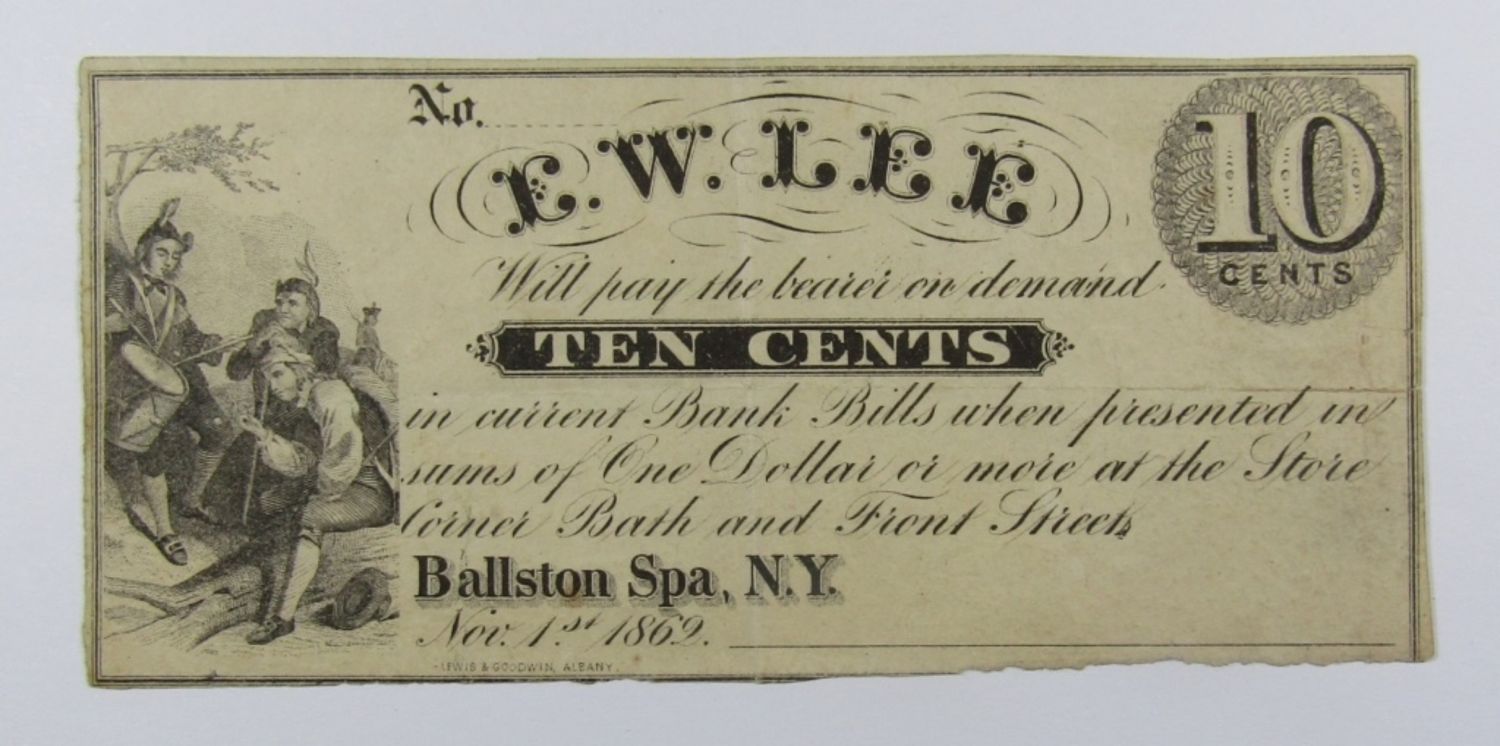 No.
E. W. LEE
10
CENTS
Will pay the bearer on demand
TEN CENTS
in current Bank Bills when presented in
sums of One Dollar or more at the Store
Corner Bath and Front Streets
Ballston Spa, N.Y.
Nov. 1st 1862.
LEWIS & GOODWIN, ALBANY.